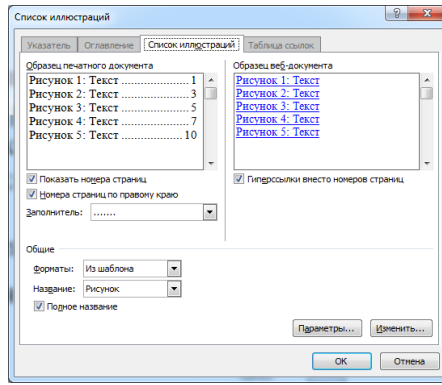 Список иллюстраций
Указатель Оглавление Список иллюстраций Таблица ссылок
Образец печатного документа
Рисунок 1: Текст ................... 1
Рисунок 2: Текст ................... 3
Рисунок 3: Текст ................... 5
Рисунок 4: Текст ................... 7
Рисунок 5: Текст ................. 10
Образец веб-документа
Рисунок 1: Текст
Рисунок 2: Текст
Рисунок 3: Текст
Рисунок 4: Текст
Рисунок 5: Текст
Показать номера страниц
Номера страниц по правому краю
Заполнитель: .......
Гиперссылки вместо номеров страниц
Общие
Форматы: Из шаблона
Название: Рисунок
Полное название
Параметры... Изменить...
ОК Отмена